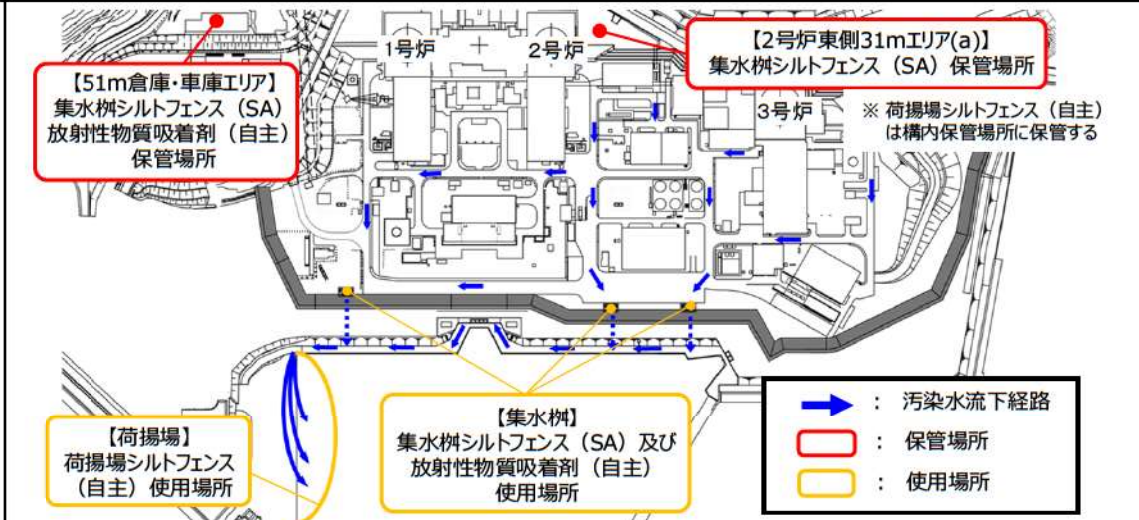 1号炉
2号炉
3号炉
【51m倉庫・車庫エリア】
集水桝シルトフェンス（SA）
放射性物質吸着剤（自主）
保管場所
【2号炉東側31mエリア(a)】
集水桝シルトフェンス（SA）保管場所
※ 荷揚場シルトフェンス（自主）
は構内保管場所に保管する
【荷揚場】
荷揚場シルトフェンス
（自主）使用場所
【集水桝】
集水桝シルトフェンス（SA）及び
放射性物質吸着剤（自主）
使用場所
： 汚染水流下経路
： 保管場所
： 使用場所